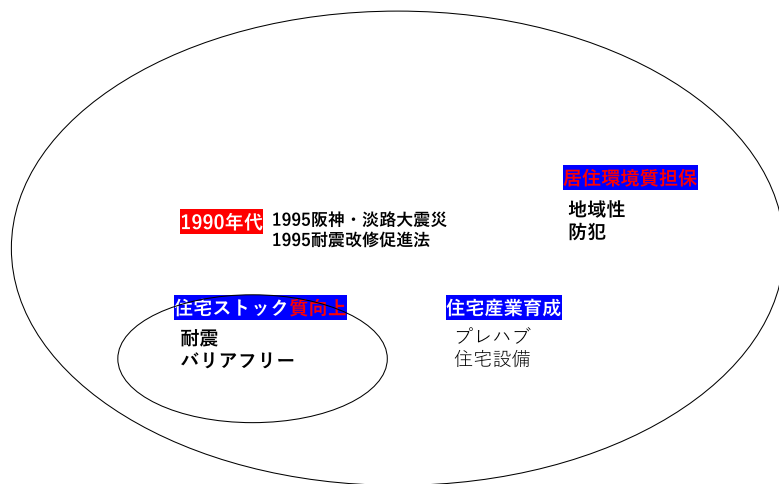 居住環境質担保
地域性
防犯
1990年代
1995阪神・淡路大震災
1995耐震改修促進法
住宅ストック質向上
耐震
バリアフリー
住宅産業育成
プレハブ
住宅設備